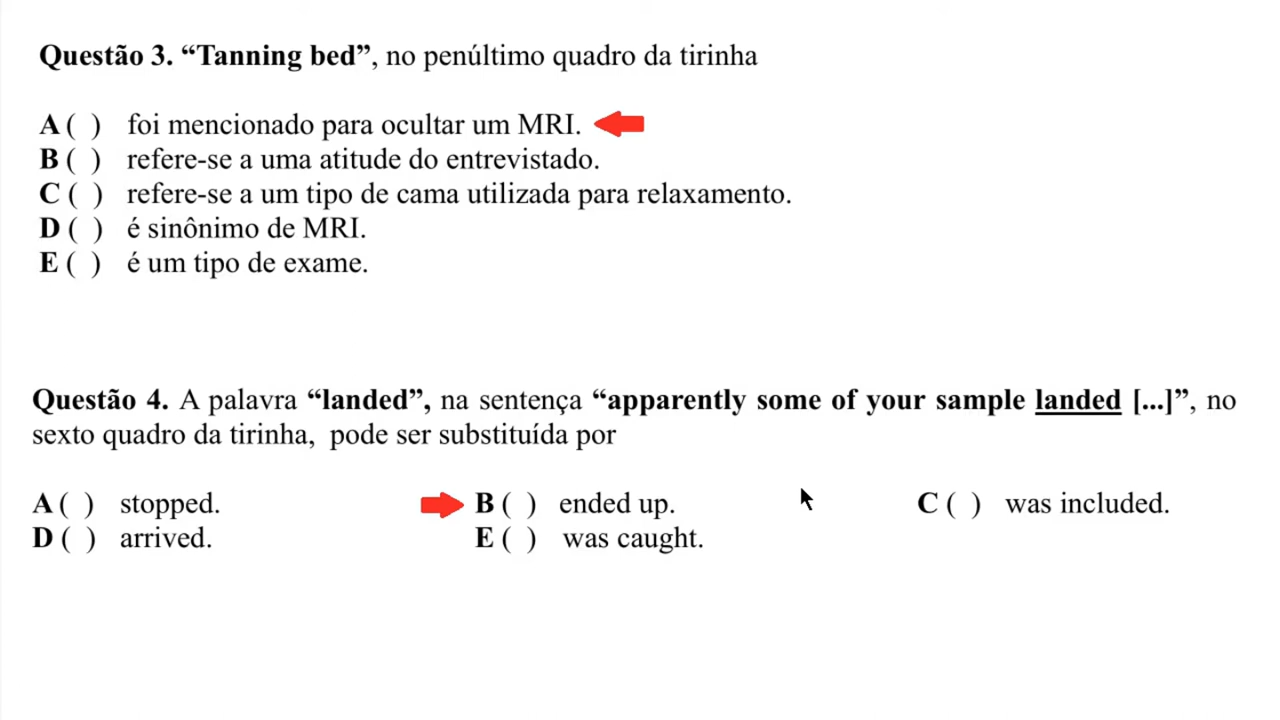 Questão 3. “Tanning bed”, no penúltimo quadro da tirinha
A ( ) foi mencionado para ocultar um MRI.
B ( ) refere-se a uma atitude do entrevistado.
C ( ) refere-se a um tipo de cama utilizada para relaxamento.
D ( ) é sinônimo de MRI.
E ( ) é um tipo de exame.
Questão 4. A palavra “landed”, na sentença “apparently some of your sample landed [...]”, no
sexto quadro da tirinha, pode ser substituída por
A ( ) stopped. B ( ) ended up. C ( ) was included.
D ( ) arrived. E ( ) was caught.